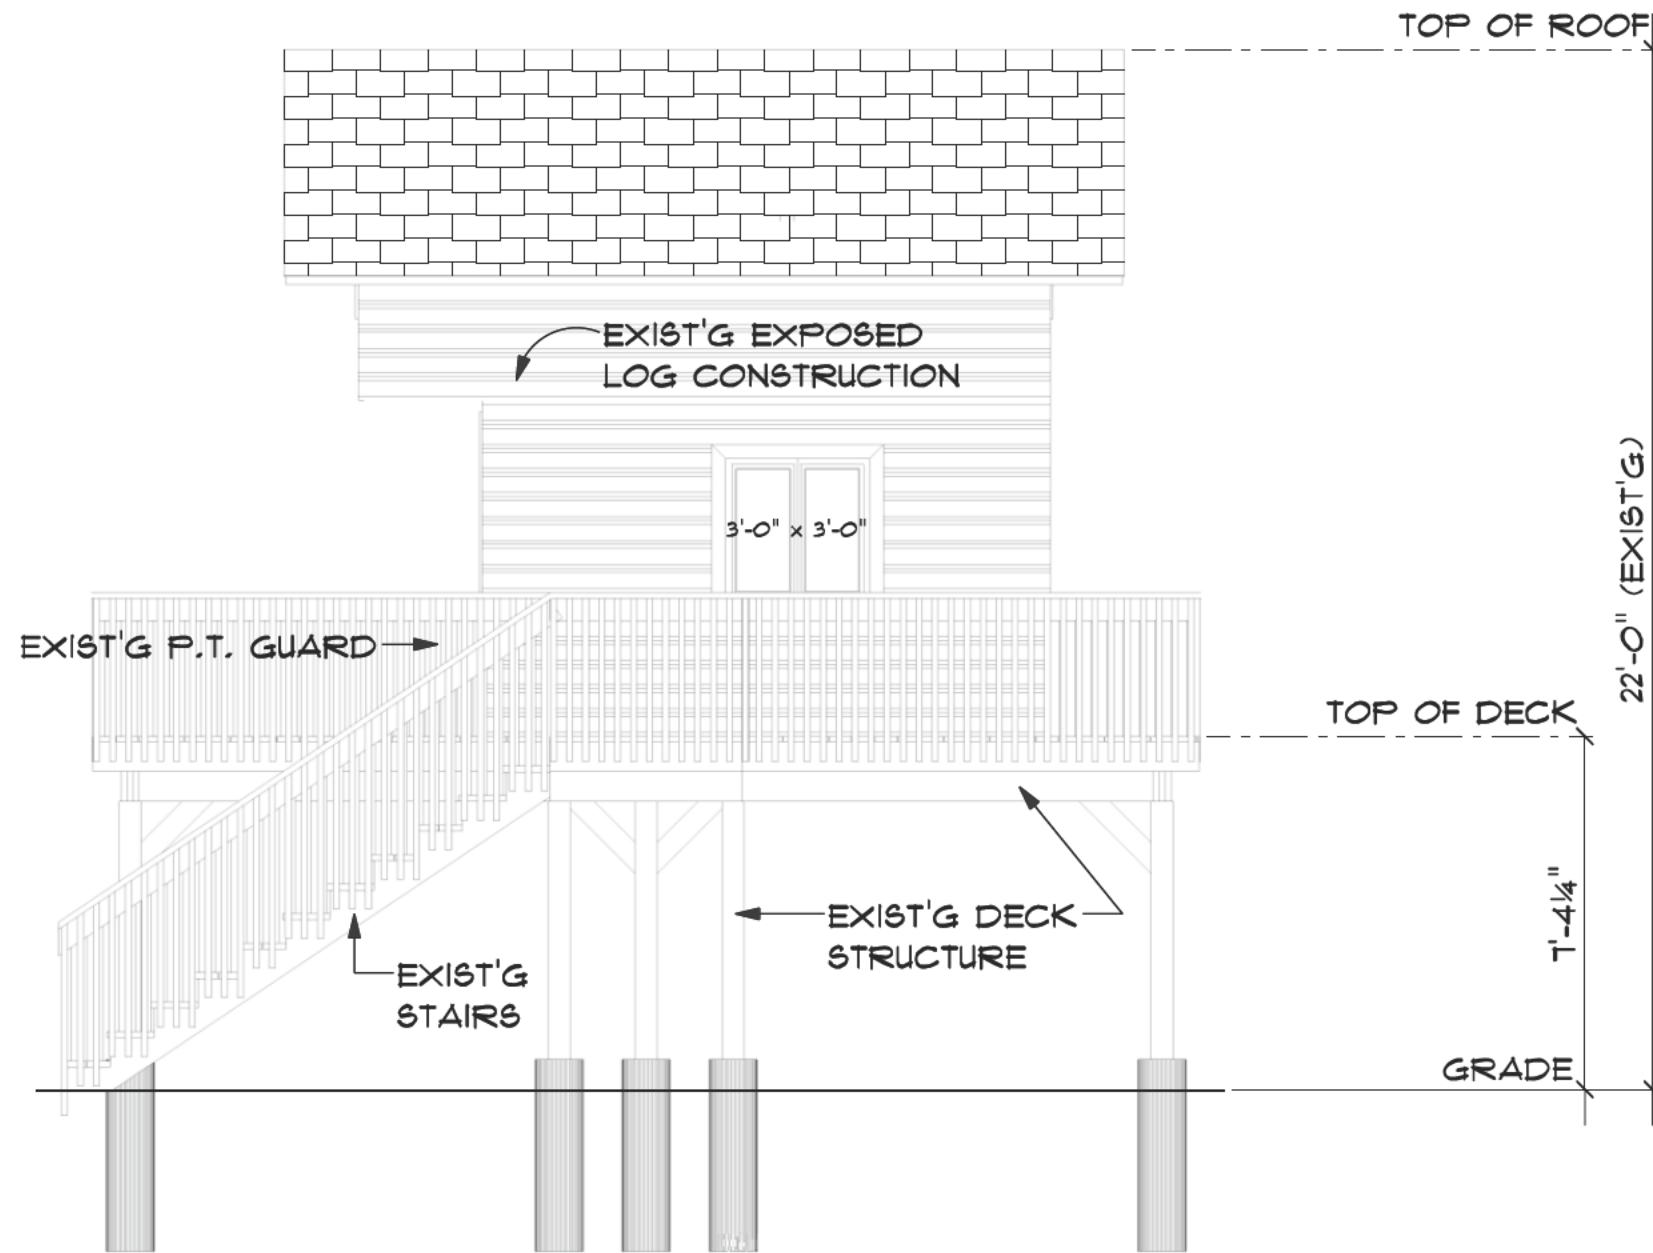 TOP OF ROOF
EXIST'G EXPOSED
LOG CONSTRUCTION
22'-0" (EXIST'G)
3'-0" x 3'-0"
EXIST'G P.T. GUARD
TOP OF DECK
7'-4¼"
EXIST'G DECK
STRUCTURE
EXIST'G
STAIRS
GRADE